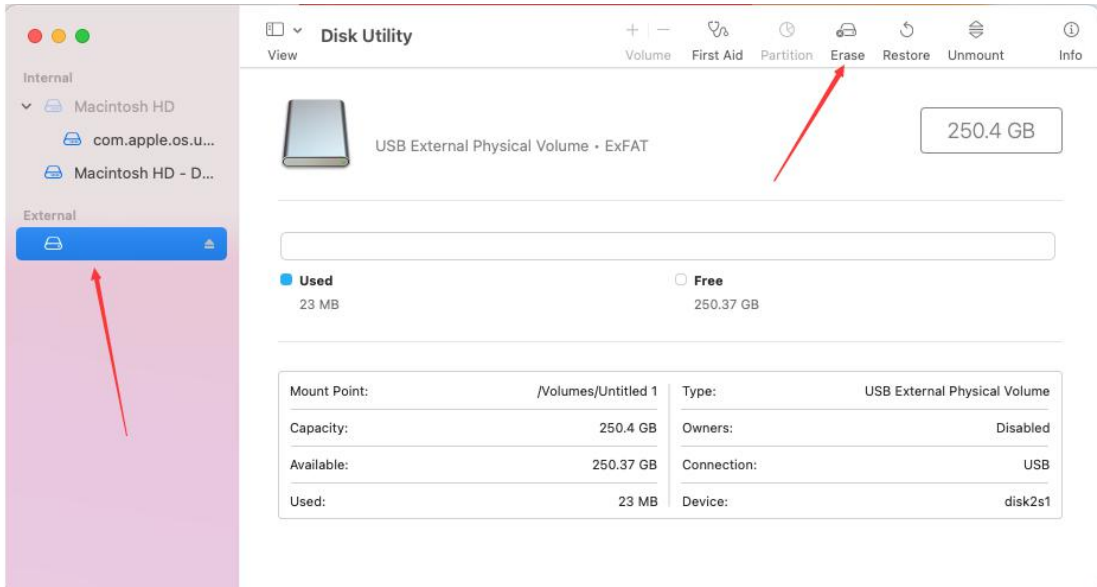 Disk Utility
View
Volume
First Aid
Partition
Erase
Restore
Unmount
Info
Internal
Macintosh HD
com.apple.os.u...
Macintosh HD - D...
External
USB External Physical Volume • ExFAT
250.4 GB
Used
23 MB
Free
250.37 GB
Mount Point: /Volumes/Untitled 1
Type: USB External Physical Volume
Capacity: 250.4 GB
Owners: Disabled
Available: 250.37 GB
Connection: USB
Used: 23 MB
Device: disk2s1